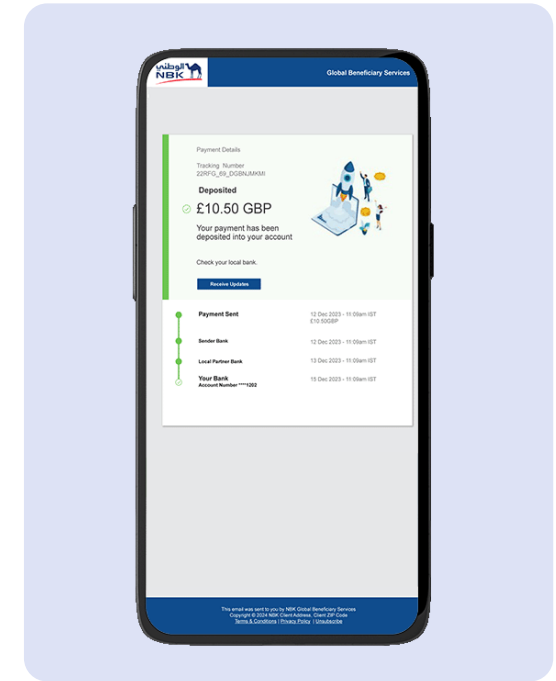 الوطني
NBK
Global Beneficiary Services
Payment Details
Tracking Number
22RFG_69_DGBNJMKMI
Deposited
£10.50 GBP
Your payment has been
deposited into your account
Check your local bank.
Receive Updates
Payment Sent
12 Dec 2023 - 11:09am IST
£10.50GBP
Sender Bank
12 Dec 2023 - 11:09am IST
Local Partner Bank
13 Dec 2023 - 11:09am IST
Your Bank
15 Dec 2023 - 11:09am IST
Account Number ****1202
This email was sent to you by NBK Global Beneficiary Services
Copyright © 2024 NBK Client Address, Client ZIP Code
Terms & Conditions | Privacy Policy | Unsubscribe